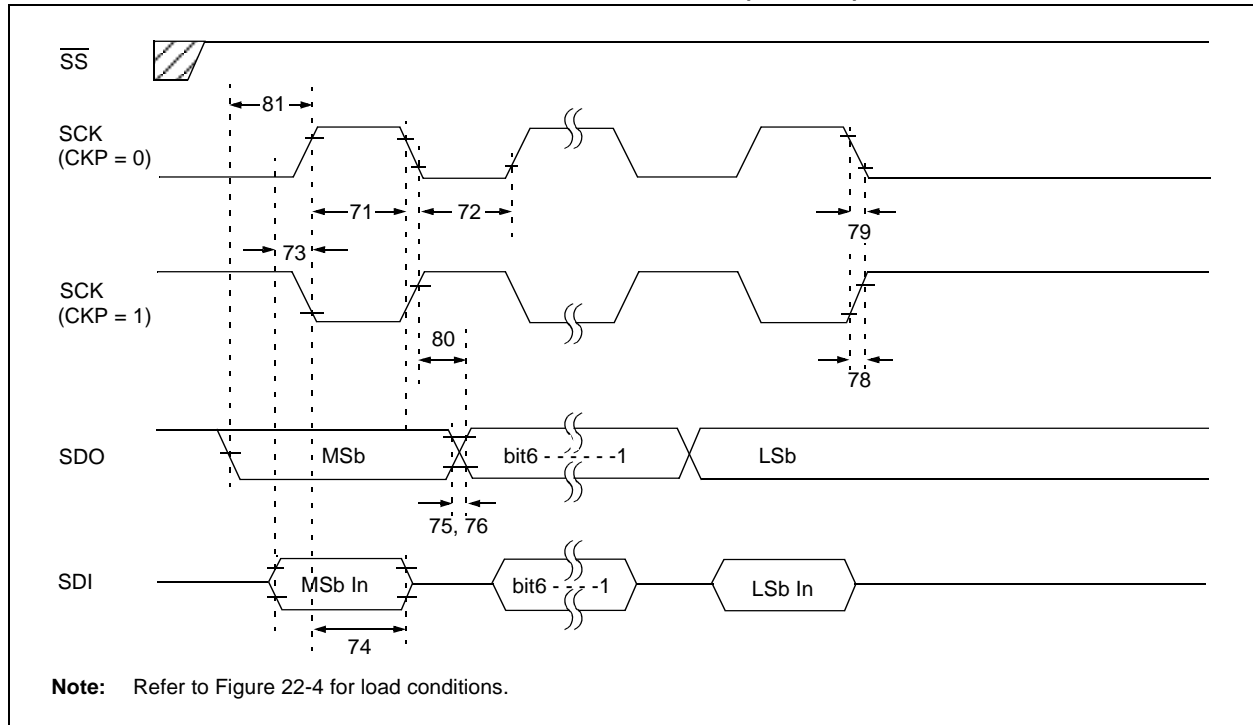 SS
81
SCK
(CKP = 0)
71
72
79
73
SCK
(CKP = 1)
80
78
SDO
MSb
bit6 - - - - - -1
LSb
75, 76
SDI
MSb In
bit6 - - - -1
LSb In
74
Note: Refer to Figure 22-4 for load conditions.